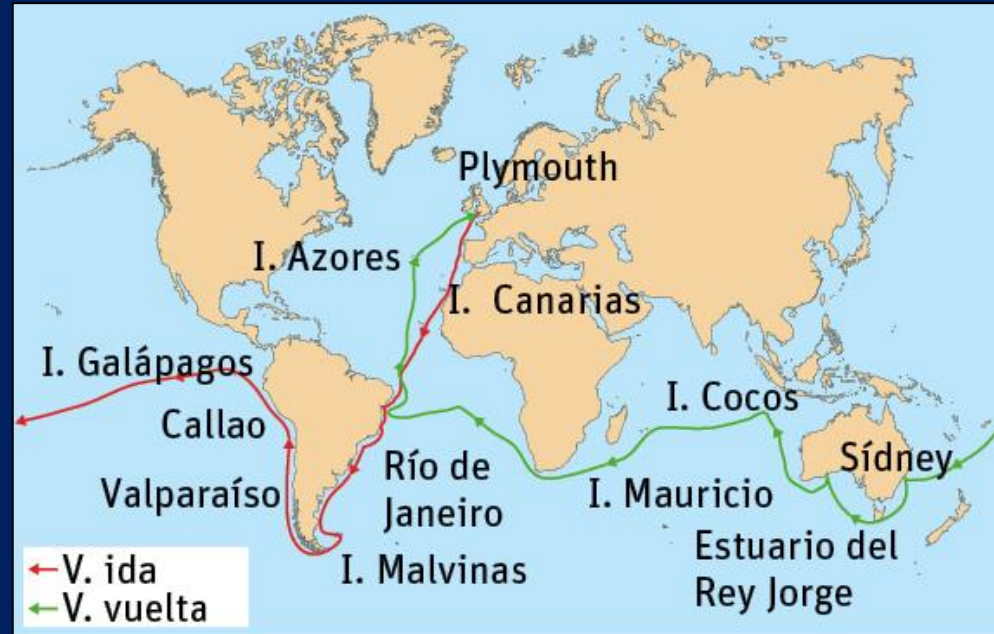 Plymouth
I. Azores
I. Canarias
I. Galápagos
Callao
I. Cocos
Sídney
Valparaíso
Río de
Janeiro
I. Mauricio
I. Malvinas
Estuario del
Rey Jorge
V. ida
V. vuelta